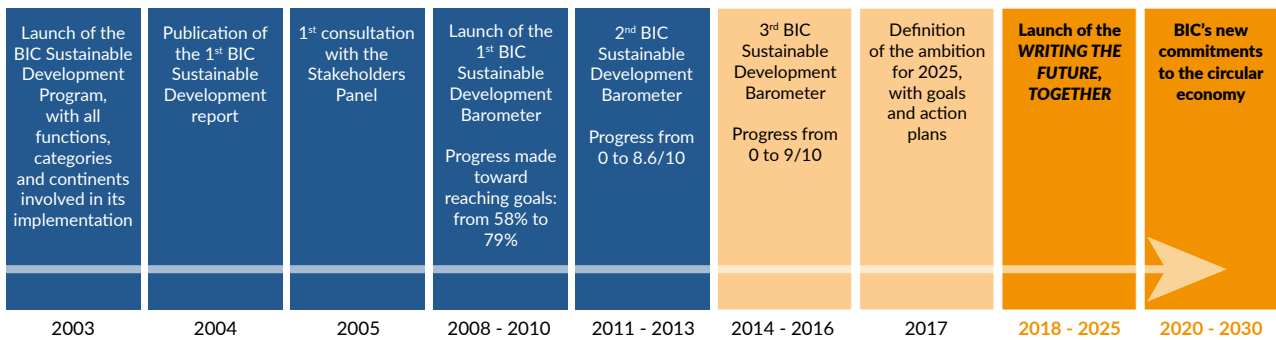 Launch of the
BIC Sustainable
Development
Program,
with all
functions,
categories
and continents
involved in its
implementation
2003
Publication of
the 1st BIC
Sustainable
Development
report
2004
1st consultation
with the
Stakeholders
Panel
2005
Launch of the
1st BIC
Sustainable
Development
Barometer
Progress made
toward
reaching goals:
from 58% to
79%
2008 - 2010
2nd BIC
Sustainable
Development
Barometer
Progress from
0 to 8.6/10
2011 - 2013
3rd BIC
Sustainable
Development
Barometer
Progress from
0 to 9/10
2014 - 2016
Definition
of the ambition
for 2025,
with goals
and action
plans
2017
Launch of the
WRITING THE
FUTURE,
TOGETHER
2018 - 2025
BIC's new
commitments
to the circular
economy
2020 - 2030